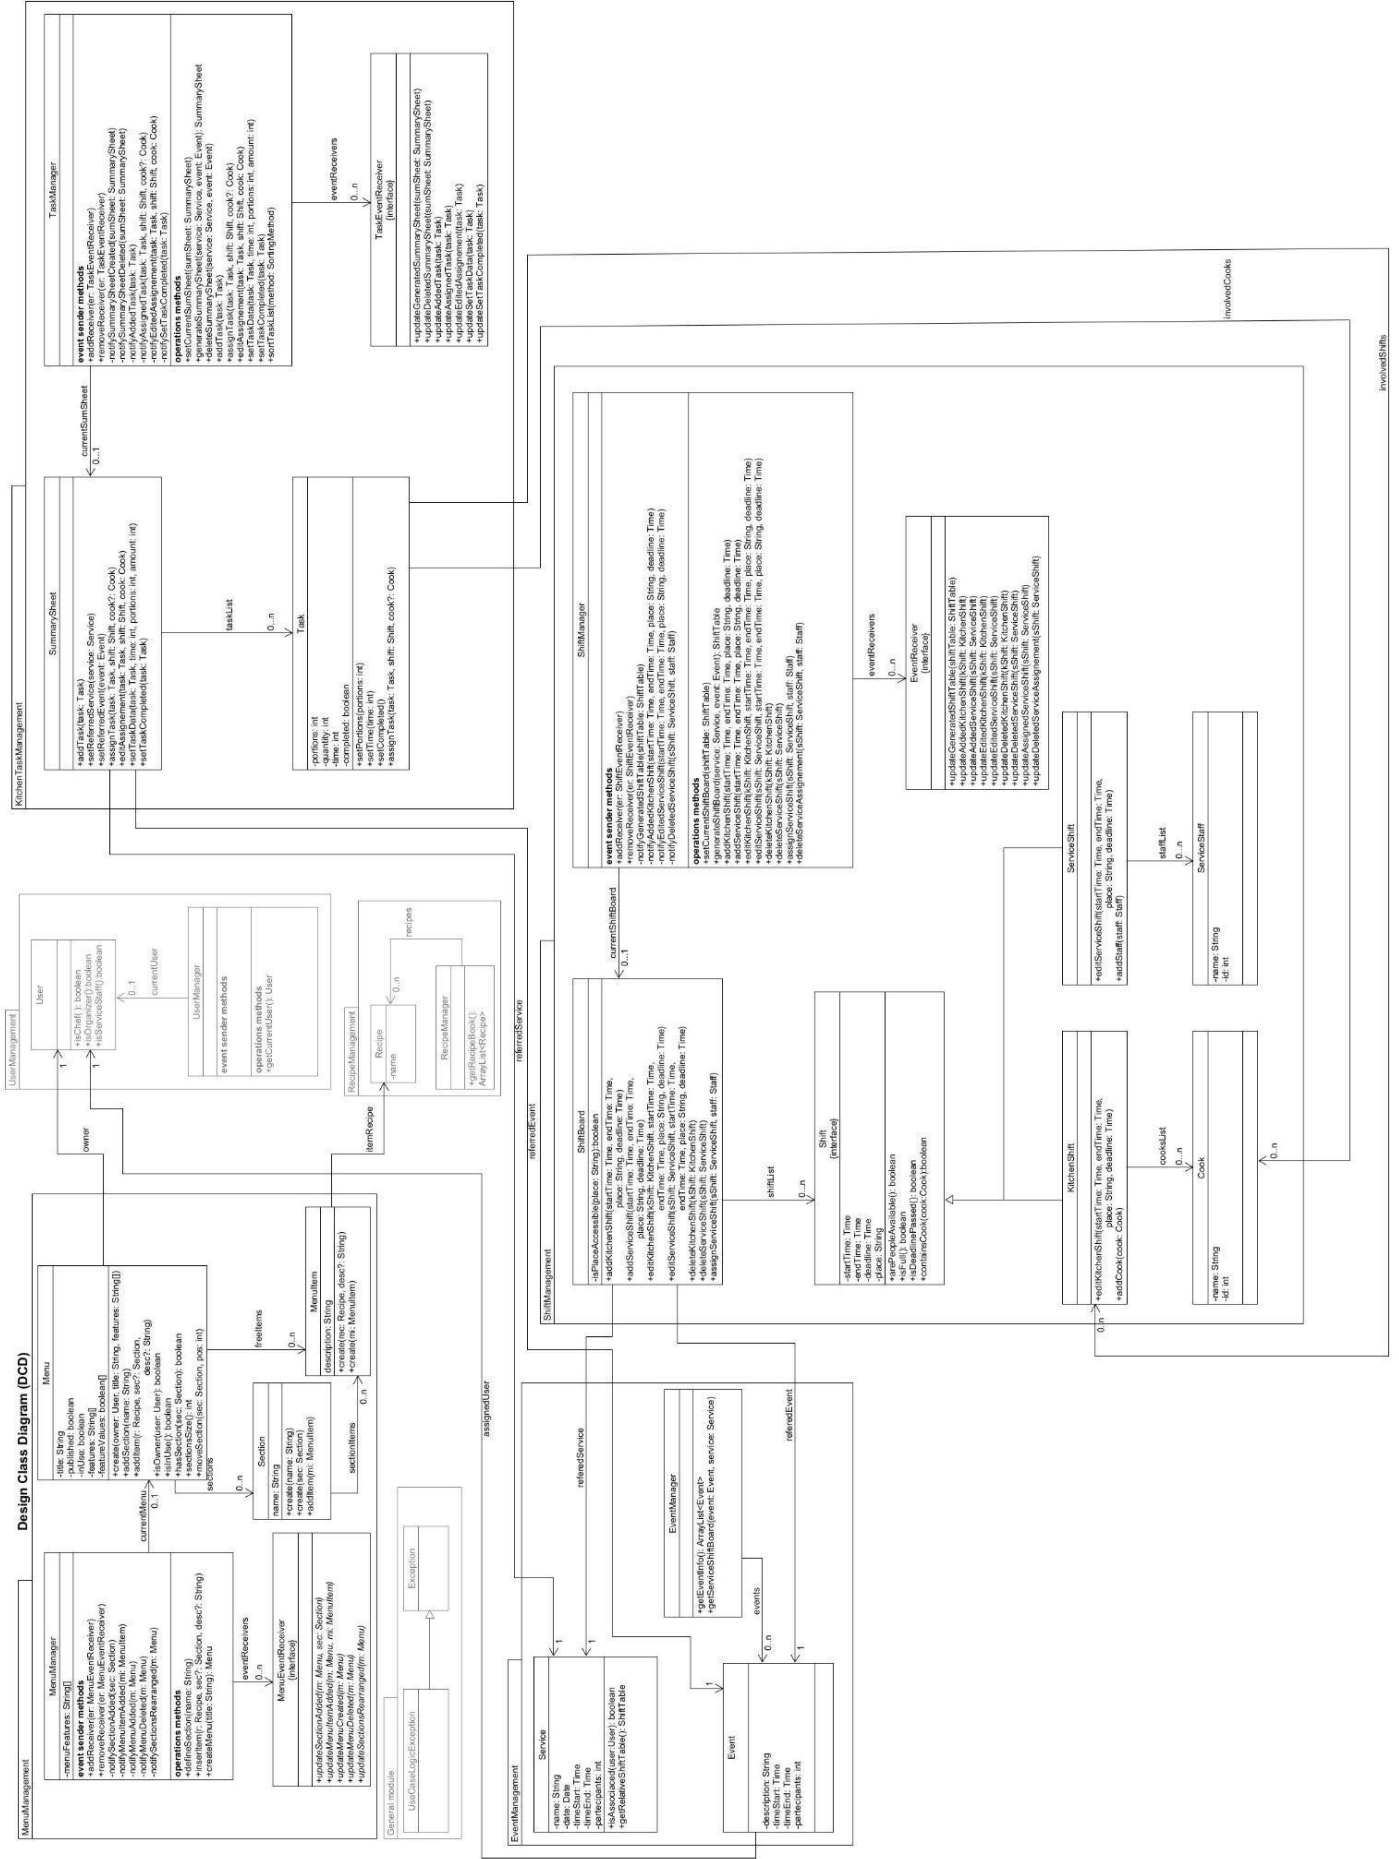 Design Class Diagram (DCD)
MenuManagement
MenuManager
-menuFeatures: String[]
event sender methods
+addReceiver(er: MenuEventReceiver)
+removeReceiver(er: MenuEventReceiver)
-notifySectionAdded(sec: Section)
-notifyMenuItemAdded(mi: MenuItem)
-notifyMenuAdded(m: Menu)
-notifyMenuDeleted(m: Menu)
-notifySectionsRearranged(m: Menu)
operations methods
+defineSection(name: String)
+insertItem(r: Recipe, sec?: Section, desc?: String)
+createMenu(title: String): Menu
currentMenu
0..1
Menu
-title: String
-published: boolean
-inUse: boolean
-features: String[]
-featureValues: boolean[]
+create(owner: User, title: String, features: String[])
+addSection(name: String)
+addItem(r: Recipe, sec?: Section,
desc?: String)
+isOwner(user: User): boolean
+isInUse(): boolean
+hasSection(sec: Section): boolean
+sectionsSize(): int
+moveSection(sec: Section, pos: int)
sections
0..n
freeItems
0..n
owner
1
1
eventReceivers
0..n
MenuEventReceiver
{interface}
+updateSectionAdded(m: Menu, sec: Section)
+updateMenuItemAdded(m: Menu, mi: MenuItem)
+updateMenuCreated(m: Menu)
+updateMenuDeleted(m: Menu)
+updateSectionsRearranged(m: Menu)
Section
name: String
+create(name: String)
+create(sec: Section)
+addItem(mi: MenuItem)
sectionItems
0..n
MenuItem
description: String
+create(rec: Recipe, desc?: String)
+create(mi: MenuItem)
itemRecipe
General module
UseCaseLogicException
Exception
UserManagement
User
+isChef( ): boolean
+isOrganizer():boolean
+isServiceStaff():boolean
0..1
currentUser
UserManager
event sender methods
operations methods
+getCurrentUser(): User
RecipeManagement
Recipe
-name
0..n
recipes
RecipeManager
+getRecipeBook():
ArrayList<Recipe>
assignedUser
KitchenTaskManagement
SummarySheet
+addTask(task: Task)
+setReferredService(service: Service)
+setReferredEvent(event: Event)
+assignTask(task: Task, shift: Shift, cook?: Cook)
+editAssignement(task: Task, shift: Shift, cook: Cook)
+setData(task: Task, time: int, portions: int, amount: int)
+setTaskCompleted(task: Task)
currentSumSheet
0...1
TaskManager
event sender methods
+addReceiver(er: TaskEventReceiver)
+removeReceiver(er: TaskEventReceiver)
-notifySummarySheetCreated(sumSheet: SummarySheet)
-notifySummarySheetDeleted(sumSheet: SummarySheet)
-notifyAddedTask(task: Task)
-notifyAssignedTask(task: Task, shift: Shift, cook?: Cook)
-notifyEditedAssignement(task: Task, shift: Shift, cook: Cook)
-notifySetTaskCompleted(task: Task)
operations methods
+setCurrentSumSheet(sumSheet: SummarySheet)
+generateSummarySheet(service: Service, event: Event): SummarySheet
+deleteSummarySheet(service: Service, event: Event)
+addTask(task: Task)
+assignTask(task: Task, shift: Shift, cook?: Cook)
+editAssignement(task: Task, shift: Shift, cook: Cook)
+setTaskData(task: Task, time: int, portions: int, amount: int)
+setTaskCompleted(task: Task)
+sortTaskList(method: SortingMethod)
taskList
0...n
Task
-portions: int
-quantity: int
-time: int
-completed: boolean
+setPortions(portions: int)
+setTime(time: int)
+setCompleted()
+assignTask(task: Task, shift: Shift, cook?: Cook)
eventReceivers
0...n
TaskEventReceiver
{interface}
+updateGeneratedSummarySheet(sumSheet: SummarySheet)
+updateDeletedSummarySheet(sumSheet: SummarySheet)
+updateAddedTask(task: Task)
+updateAssignedTask(task: Task)
+updateEditedAssignement(task: Task)
+updateSetTaskData(task: Task)
+updateSetTaskCompleted(task: Task)
referredService
referredEvent
EventManagement
Service
-name: String
-date: Date
-timeStart: Time
-timeEnd: Time
-partecipants: int
+isAssociaced(user:User): boolean
+getRelativeShiftTable(): ShiftTable
1
1
referedService
EventManager
+getEventInfo(): ArrayList<Event>
+getServiceShiftBoard(event: Event, service: Service)
events
0..n
referedEvent
1
1
Event
-description: String
-timeStart: Time
-timeEnd: Time
-partecipants: int
ShiftManagement
ShiftBoard
-isPlaceAccessible(place: String):boolean
+addKitchenShift(startTime: Time, endTime: Time,
place: String, deadline: Time)
+addServiceShift(startTime: Time, endTime: Time,
place: String, deadline: Time)
+editKitchenShift(kShift: KitchenShift, startTime: Time,
endTime: Time, place: String, deadline: Time)
+editServiceShift(sShift: ServiceShift, startTime: Time,
endTime: Time, place: String, deadline: Time)
+deleteKitchenShift(kShift: KitchenShift)
+deleteServiceShift(sShift: ServiceShift)
+assignServiceShift(sShift: ServiceShift, staff: Staff)
currentShiftBoard
0...1
ShiftManager
event sender methods
+addReceiver(er: ShiftEventReceiver)
+removeReceiver(er: ShiftEventReceiver)
-notifyGeneratedShiftTable(shiftTable: ShiftTable)
-notifyAddedKitchenShift(startTime: Time, endTime: Time, place: String, deadline: Time)
-notifyEditedServiceShift(startTime: Time, endTime: Time, place: String, deadline: Time)
-notifyDeletedServiceShift(sShift: ServiceShift, staff: Staff)
operations methods
+setCurrentShiftBoard(shiftTable: ShiftTable)
+generateShiftBoard(service: Service, event: Event): ShiftTable
+addKitchenShift(startTime: Time, endTime: Time, place: String, deadline: Time)
+addServiceShift(startTime: Time, endTime: Time, place: String, deadline: Time)
+editKitchenShift(kShift: KitchenShift, startTime: Time, endTime: Time, place: String, deadline: Time)
+editServiceShift(sShift: ServiceShift, startTime: Time, endTime: Time, place: String, deadline: Time)
+deleteKitchenShift(kShift: KitchenShift)
+deleteServiceShift(sShift: ServiceShift)
+assignServiceShift(sShift: ServiceShift, staff: Staff)
+deleteServiceAssignement(sShift: ServiceShift, staff: Staff)
shiftList
0...n
Shift
{interface}
-startTime: Time
-endTime: Time
-deadline: Time
-place: String
+arePeopleAvailable(): boolean
+isFull(): boolean
+isDeadlinePassed(): boolean
+containsCook(cook:Cook):boolean
eventReceivers
0...n
EventReceiver
{interface}
+updateGeneratedShiftTable(shiftTable: ShiftTable)
+updateAddedKitchenShift(kShift: KitchenShift)
+updateAddedServiceShift(sShift: ServiceShift)
+updateEditedKitchenShift(kShift: KitchenShift)
+updateEditedServiceShift(sShift: ServiceShift)
+updateDeletedKitchenShift(kShift: KitchenShift)
+updateDeletedServiceShift(sShift: ServiceShift)
+updateAssignedServiceShift(sShift: ServiceShift)
+updateDeletedServiceAssignement(sShift: ServiceShift)
KitchenShift
+editKitchenShift(startTime: Time, endTime: Time,
place: String, deadline: Time)
+addCook(cook: Cook)
0..n
cooksList
0...n
Cook
-name: String
-id: int
0...n
ServiceShift
+editServiceShift(startTime: Time, endTime: Time,
place: String, deadline: Time)
+addStaff(staff: Staff)
staffList
0...n
ServiceStaff
-name: String
-id: int
involvedCooks
involvedShifts